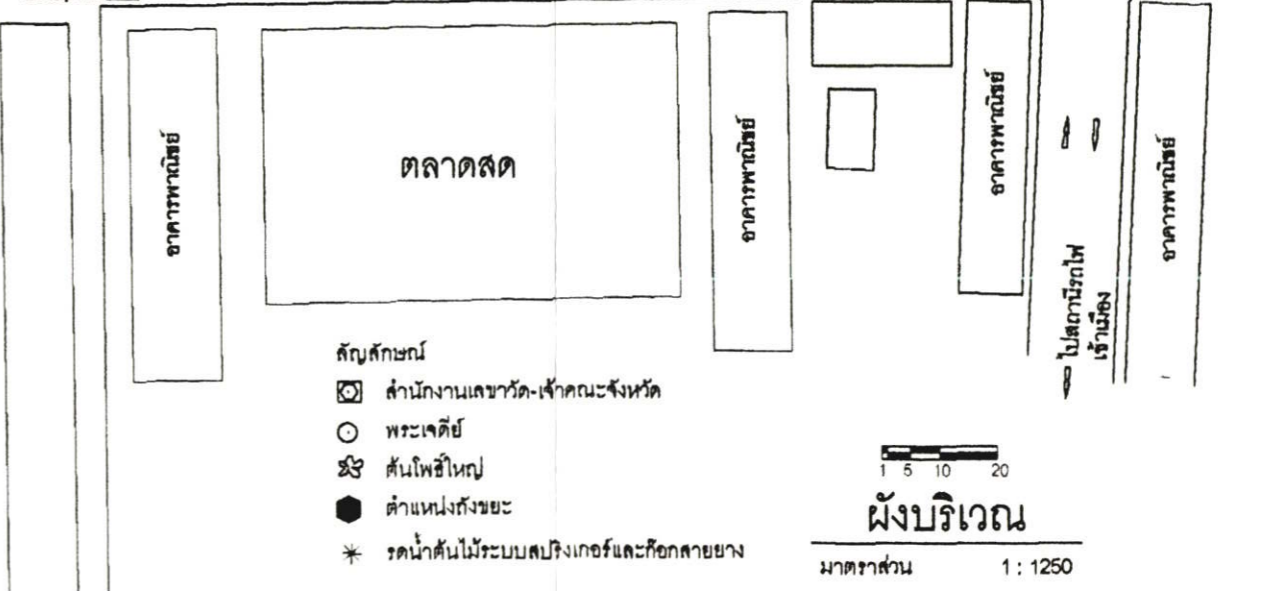 อาคารพาณิชย์
ตลาดสด
อาคารพาณิชย์
อาคารพาณิชย์
อาคารพาณิชย์
ไปสถานีรถไฟ
เข้าเมือง
สัญลักษณ์
สำนักงานเลขาวัด-เจ้าคณะจังหวัด
พระเจดีย์
ต้นโพธิ์ใหญ่
ตำแหน่งถังขยะ
รดน้ำต้นไม้ระบบสปริงเกอร์และก๊อกสายยาง
1 5 10 20
ผังบริเวณ
มาตราส่วน 1 : 1250